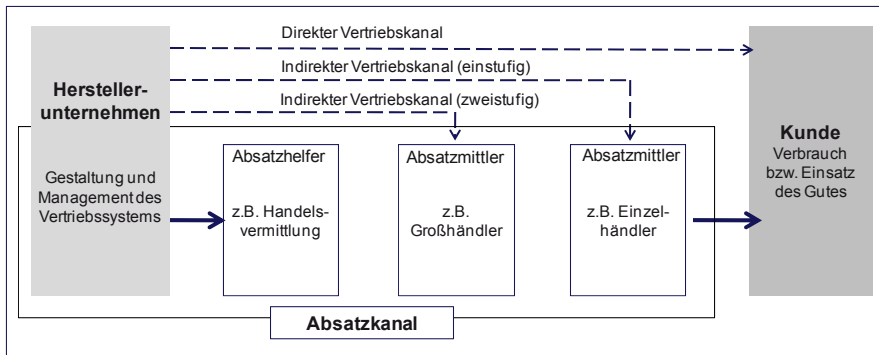 Direkter Vertriebskanal
Indirekter Vertriebskanal (einstufig)
Indirekter Vertriebskanal (zweistufig)
Hersteller-
unternehmen
Gestaltung und
Management des
Vertriebssystems
Absatzhelfer
z.B. Handels-
vermittlung
Absatzmittler
z.B.
Großhändler
Absatzmittler
z.B. Einzel-
händler
Kunde
Verbrauch
bzw. Einsatz
des Gutes
Absatzkanal